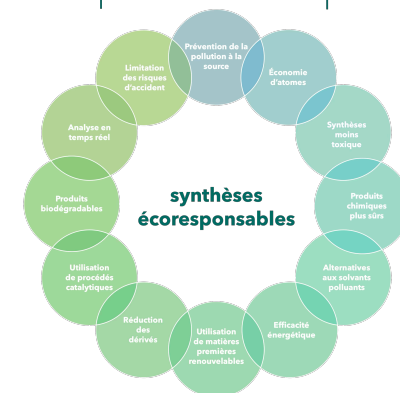 Prévention de la
pollution à la
source
Économie
d'atomes
Synthèses
moins
toxique
Produits
chimiques
plus sûrs
Alternatives
aux solvants
polluants
Efficacité
énergétique
Utilisation
de matières
premières
renouvelables
Réduction
des
dérivés
Utilisation
de procédés
catalytiques
Produits
biodégradables
Analyse en
temps réel
Limitation
des risques
d'accident
synthèses
écoresponsables